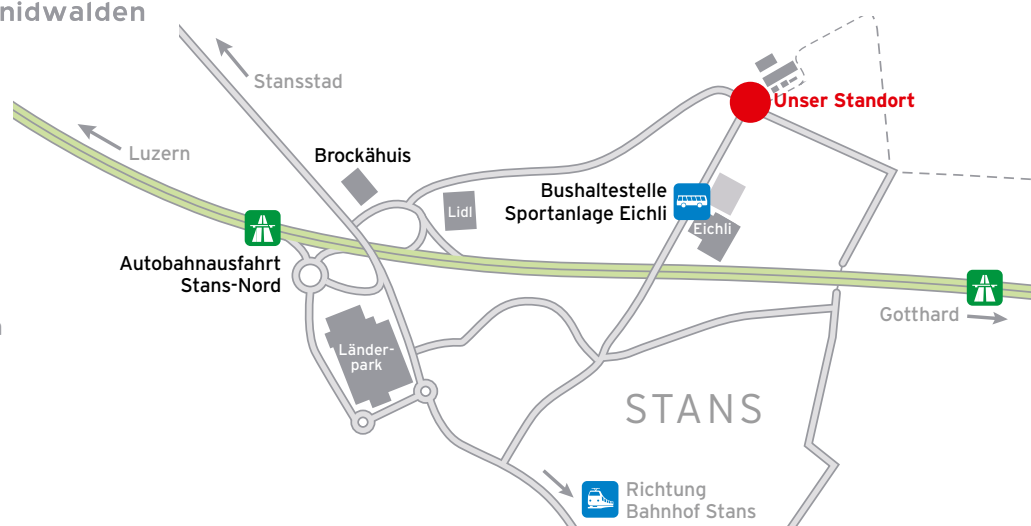 nidwalden
Stansstad
Unser Standort
Luzern
Brockähuis
Bushaltestelle
Sportanlage Eichli
Lidl
Eichli
Autobahnausfahrt
Stans-Nord
Gotthard
Länder-
park
STANS
Richtung
Bahnhof Stans